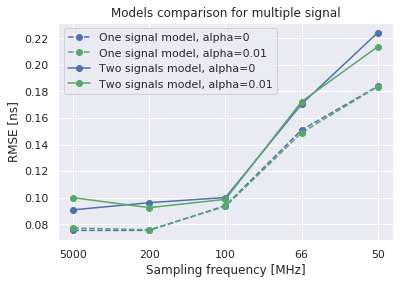 Models comparison for multiple signal
One signal model, alpha=0
One signal model, alpha=0.01
Two signals model, alpha=0
Two signals model, alpha=0.01
RMSE [ns]
0.22
0.20
0.18
0.16
0.14
0.12
0.10
0.08
5000 200 100 66 50
Sampling frequency [MHz]